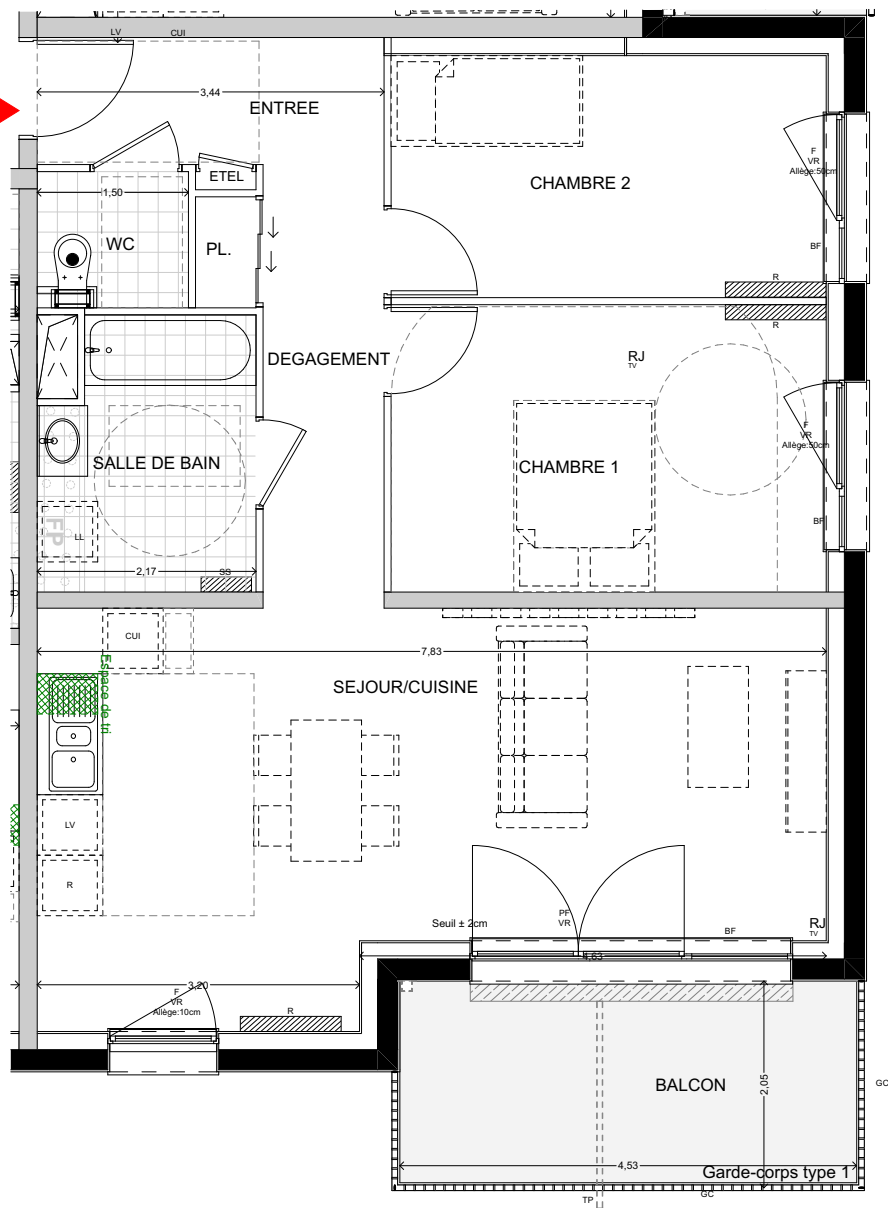 LV
CUI
3,44
ENTREE
F
VR
Allège:50cm
ETEL
CHAMBRE 2
1,50
WC
PL.
BF
R
R
DEGAGEMENT
RJ
TV
F
VR
Allège:50cm
SALLE DE BAIN
CHAMBRE 1
FP
LL
BF
2,17
SS
CUI
7,83
Espace de tri
SEJOUR/CUISINE
LV
R
Seuil ± 2cm
PF
VR
BF
RJ
TV
4,63
3,20
F
VR
Allège:10cm
R
BALCON
2,05
GC
4,53
Garde-corps type 1
TP
GC